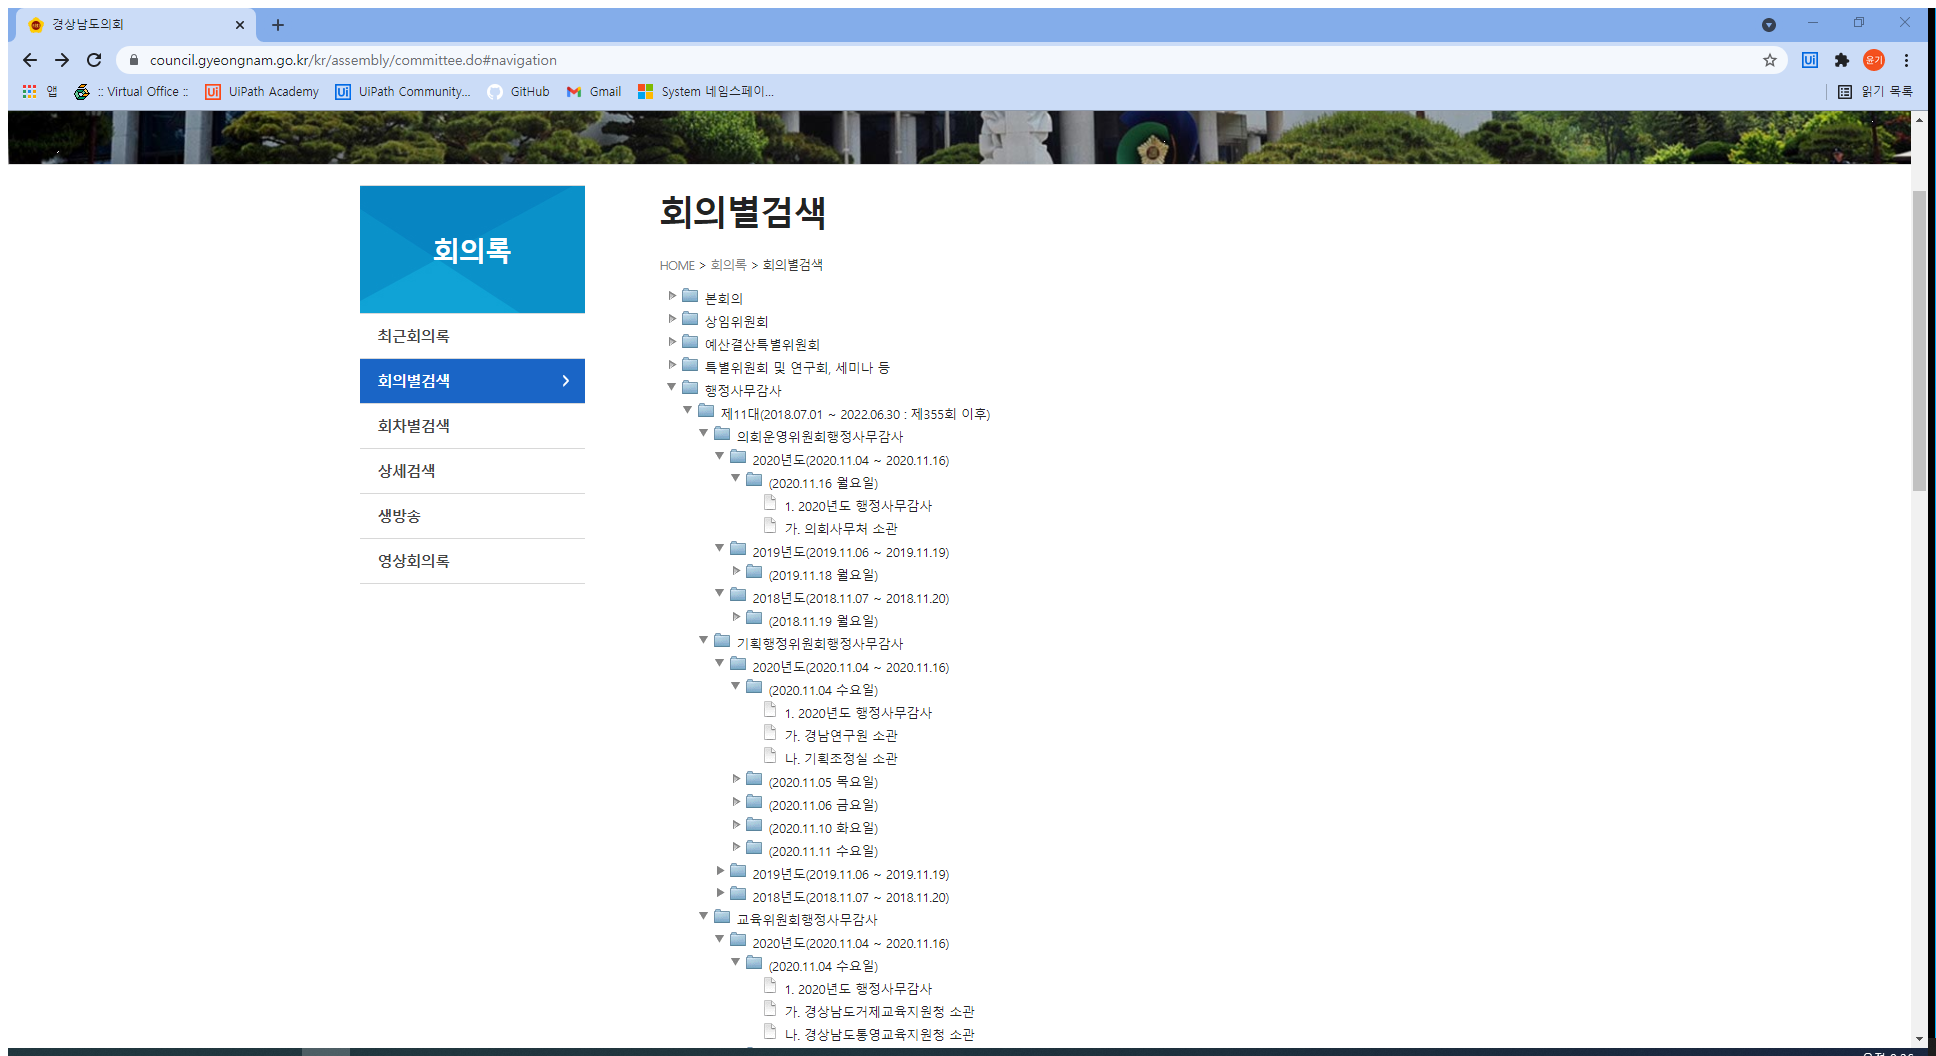 경상남도의회
council.gyeongnam.go.kr/kr/assembly/committee.do#navigation
윤기
앱 :: Virtual Office :: Ui UiPath Academy Ui UiPath Community... GitHub Gmail System 네임스페이... 읽기 목록
회의록
최근회의록
회의별검색
회차별검색
상세검색
생방송
영상회의록
회의별검색
HOME > 회의록 > 회의별검색
본회의
상임위원회
예산결산특별위원회
특별위원회 및 연구회, 세미나 등
행정사무감사
제11대(2018.07.01 ~ 2022.06.30 : 제355회 이후)
의회운영위원회행정사무감사
2020년도(2020.11.04 ~ 2020.11.16)
(2020.11.16 월요일)
1. 2020년도 행정사무감사
가. 의회사무처 소관
2019년도(2019.11.06 ~ 2019.11.19)
(2019.11.18 월요일)
2018년도(2018.11.07 ~ 2018.11.20)
(2018.11.19 월요일)
기획행정위원회행정사무감사
2020년도(2020.11.04 ~ 2020.11.16)
(2020.11.04 수요일)
1. 2020년도 행정사무감사
가. 경남연구원 소관
나. 기획조정실 소관
(2020.11.05 목요일)
(2020.11.06 금요일)
(2020.11.10 화요일)
(2020.11.11 수요일)
2019년도(2019.11.06 ~ 2019.11.19)
2018년도(2018.11.07 ~ 2018.11.20)
교육위원회행정사무감사
2020년도(2020.11.04 ~ 2020.11.16)
(2020.11.04 수요일)
1. 2020년도 행정사무감사
가. 경상남도거제교육지원청 소관
나. 경상남도통영교육지원청 소관